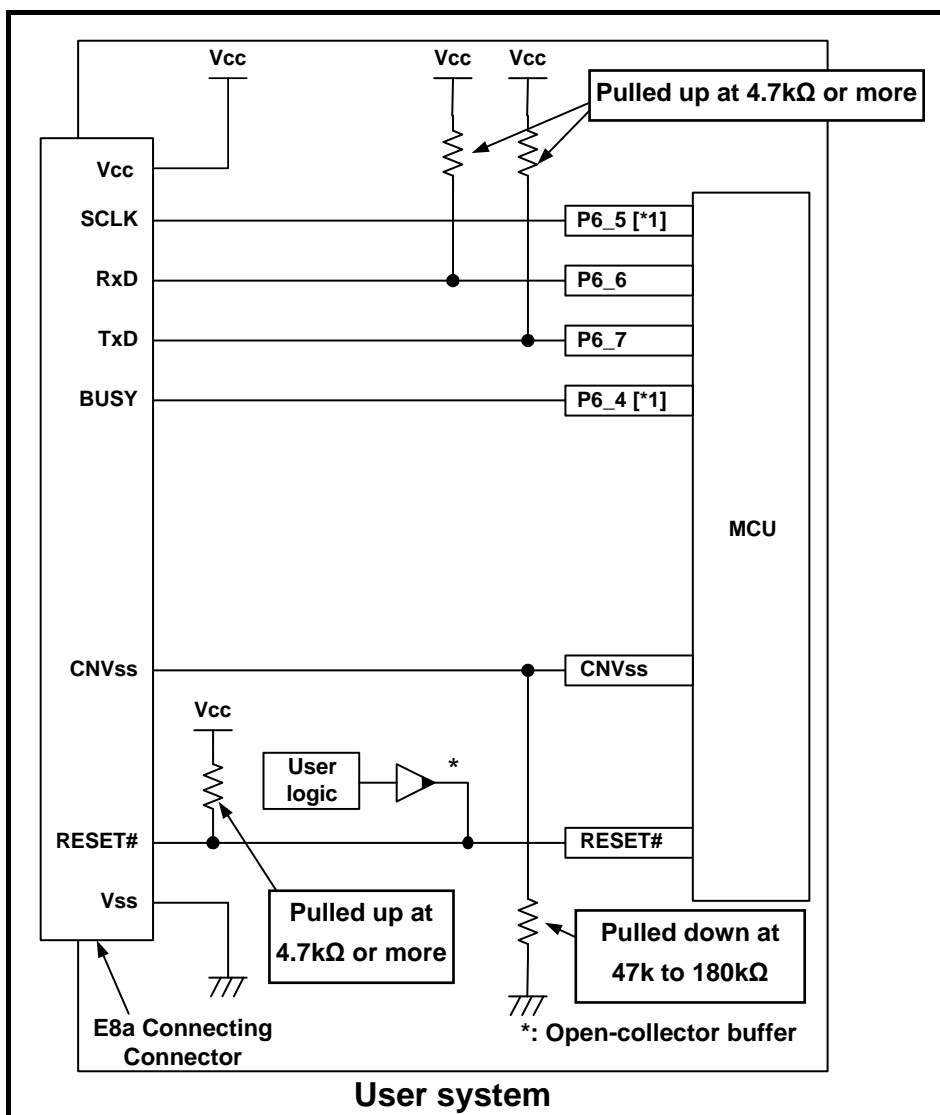 Vcc
Vcc
Vcc
Pulled up at 4.7kΩ or more
Vcc
SCLK
P6_5 [*1]
RxD
P6_6
TxD
P6_7
BUSY
P6_4 [*1]
MCU
CNVss
CNVss
Vcc
*
User
logic
RESET#
RESET#
Vss
Pulled up at
4.7kΩ or more
Pulled down at
47k to 180kΩ
E8a Connecting
Connector
*: Open-collector buffer
User system